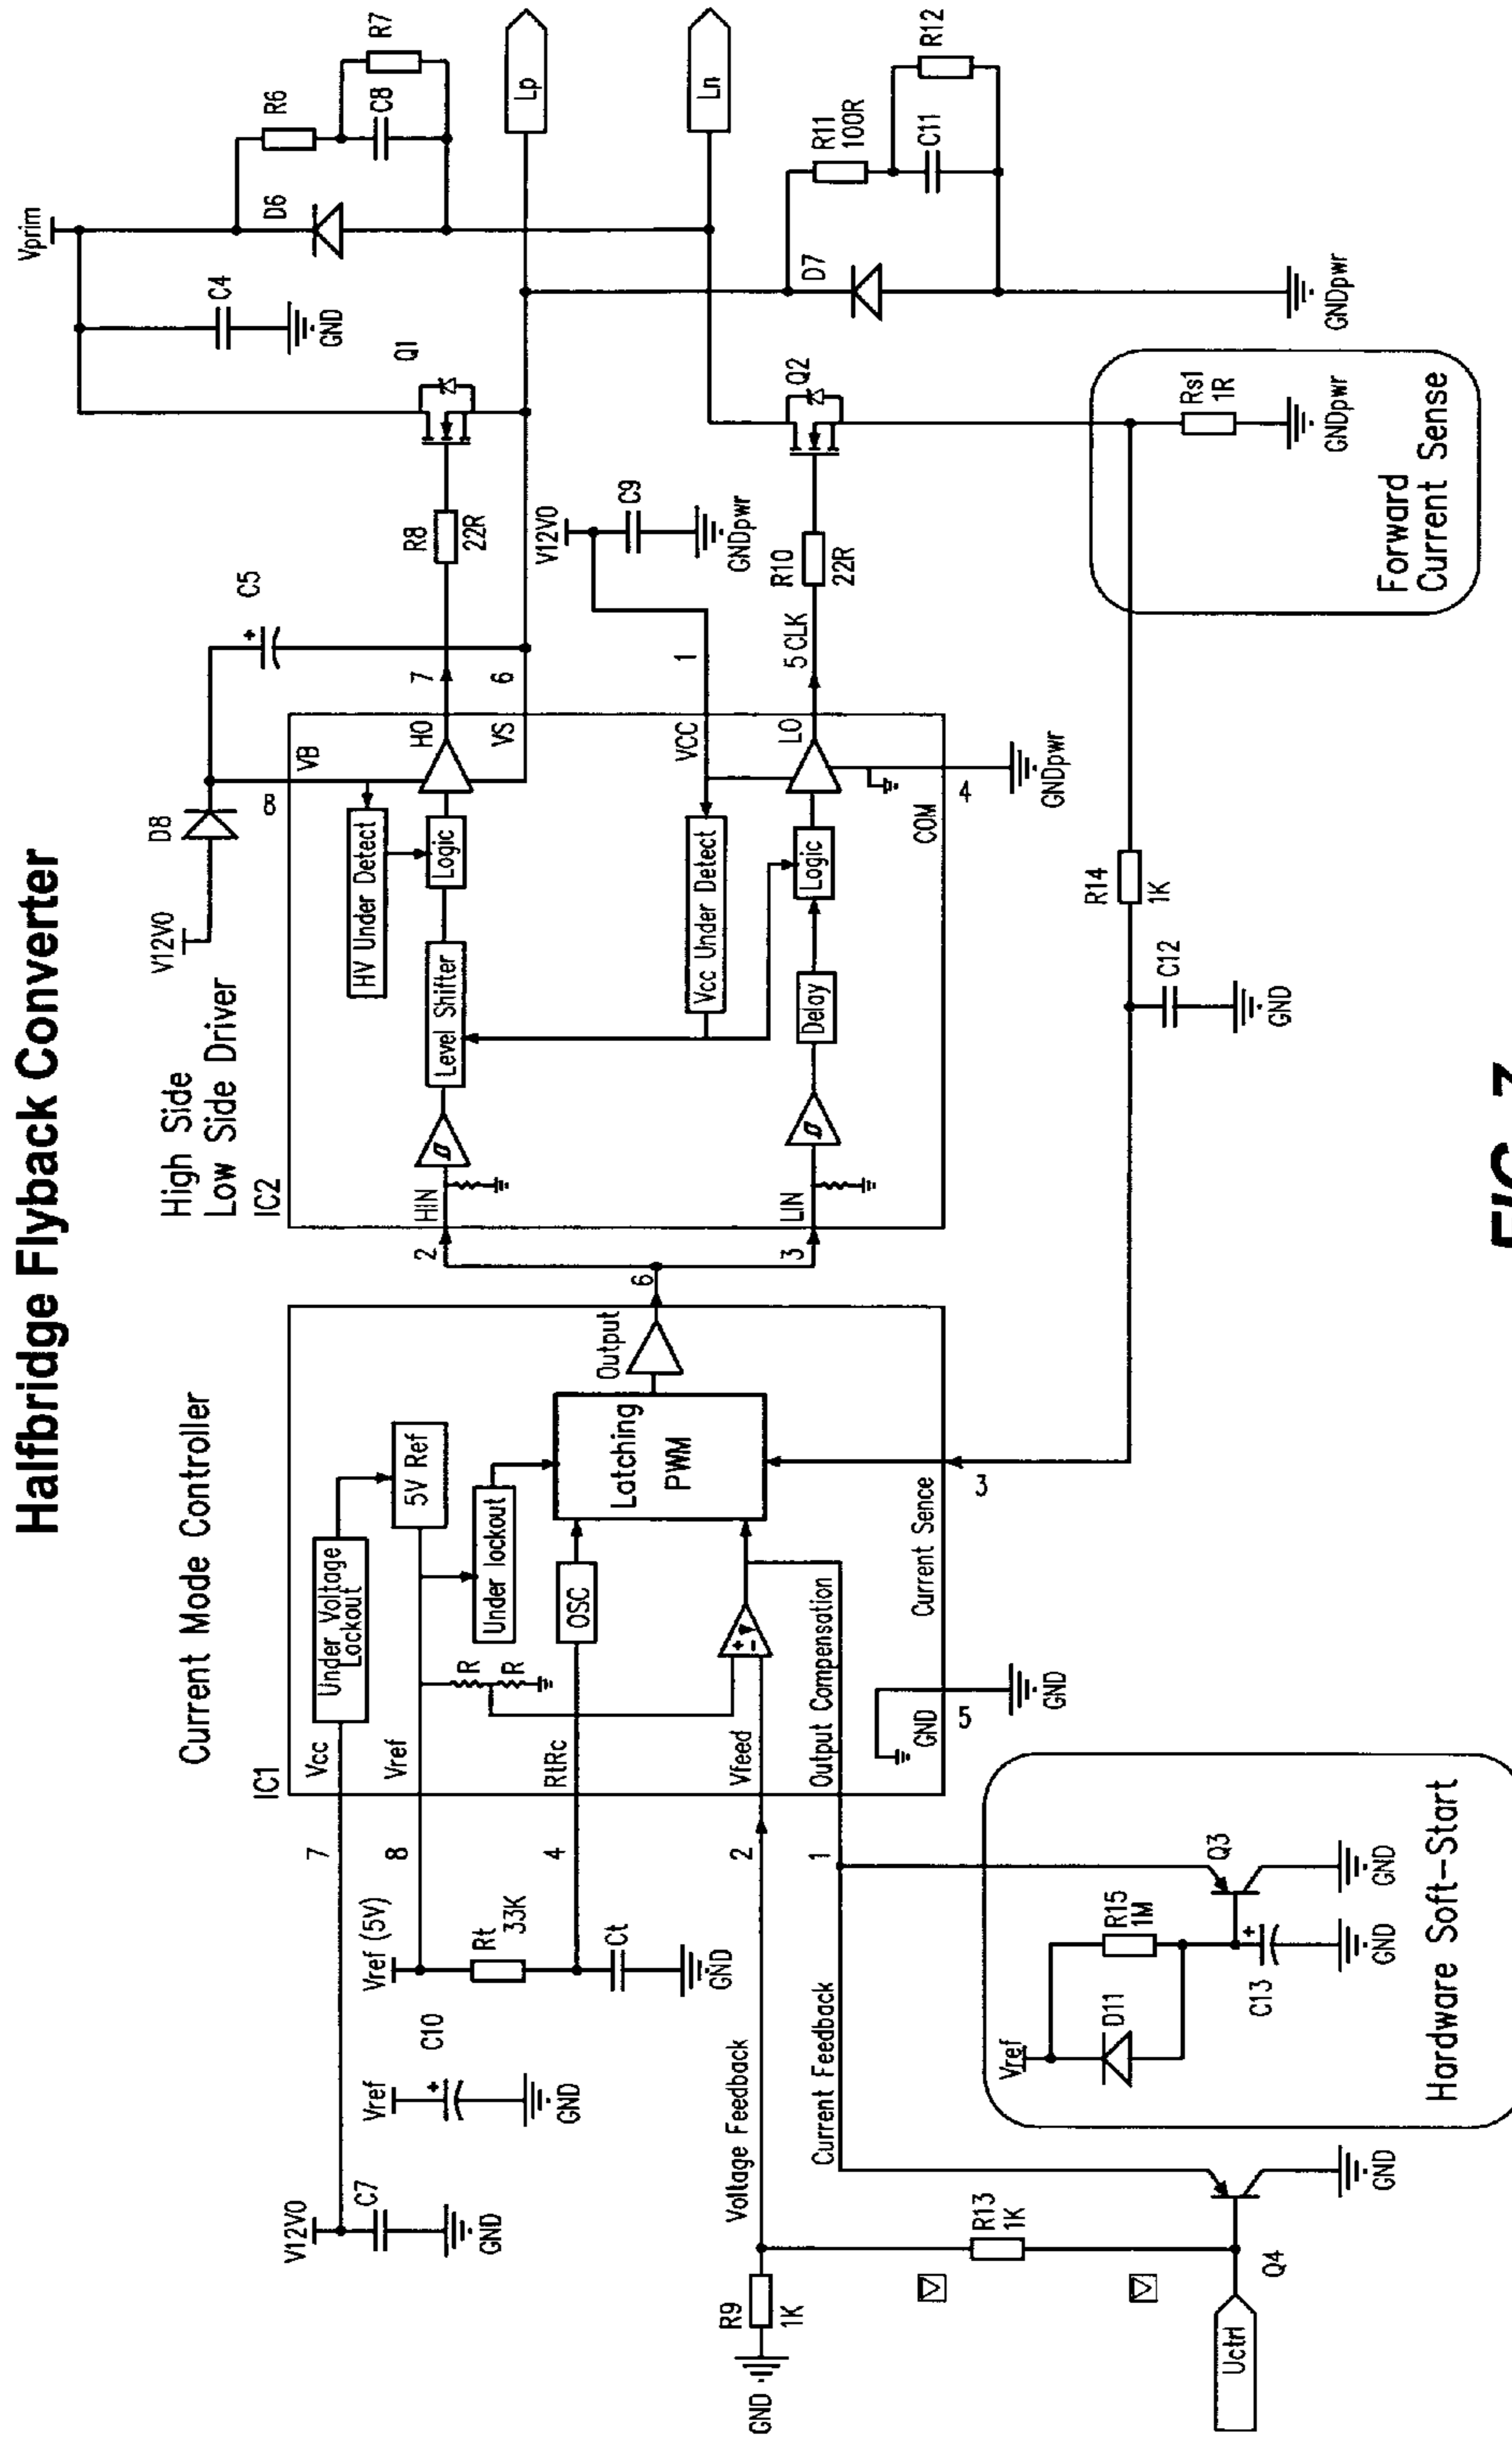 Halfbridge Flyback Converter
Current Mode Controller
IC1
High Side
Low Side Driver
IC2
V12V0
C7
GND
Vref
C10
GND
Vref (5V)
Rt
33K
Ct
GND
7
8
4
2
1
Vcc
Vref
RtRc
Vfeed
Output Compensation
Under Voltage
Lockout
5V Ref
Under lockout
R
R
OSC
+
-
Latching
PWM
Output
6
GND
5
GND
Current Sence
3
Voltage Feedback
Current Feedback
R9
1K
GND
R13
1K
Uctrl
Q4
GND
Vref
D11
R15
1M
C13
+
GND
Q3
GND
Hardware Soft-Start
2
3
HIN
LIN
Level Shifter
HV Under Detect
Logic
Vcc Under Detect
Delay
Logic
VB
8
HO
7
VS
6
VCC
1
LO
5 CLK
COM
4
GNDpwr
V12V0
D8
C5
+
R8
22R
V12V0
C9
GNDpwr
R10
22R
Q1
Q2
Vprim
C4
GND
D6
R6
C8
R7
Lp
Ln
D7
R11
100R
C11
R12
GNDpwr
Rs1
1R
GNDpwr
Forward
Current Sense
R14
1K
C12
GND